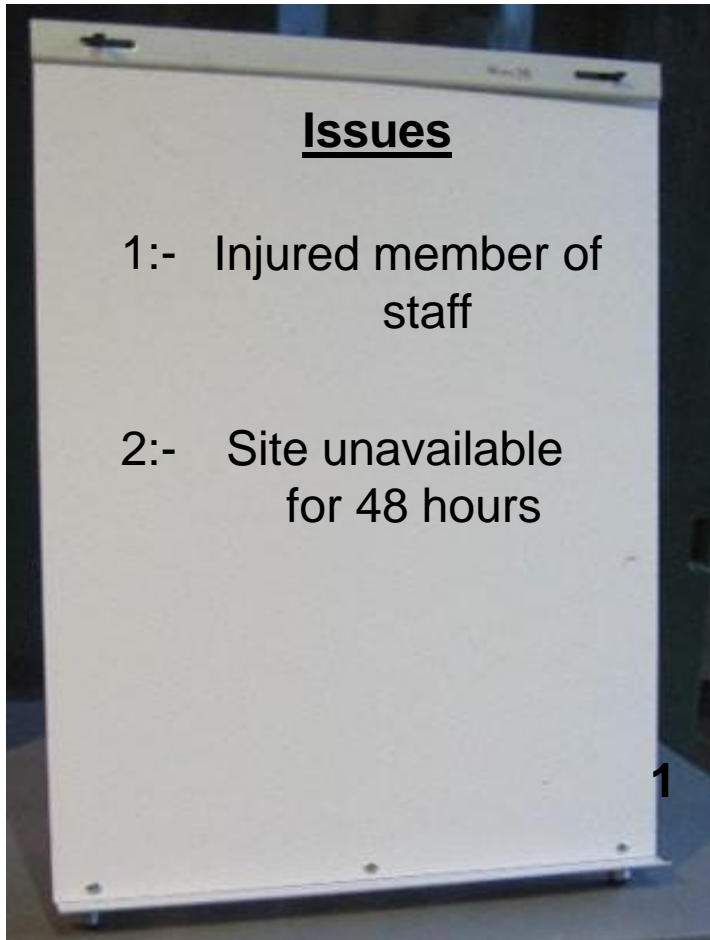 Issues
1:- Injured member of
staff
2:- Site unavailable
for 48 hours
1